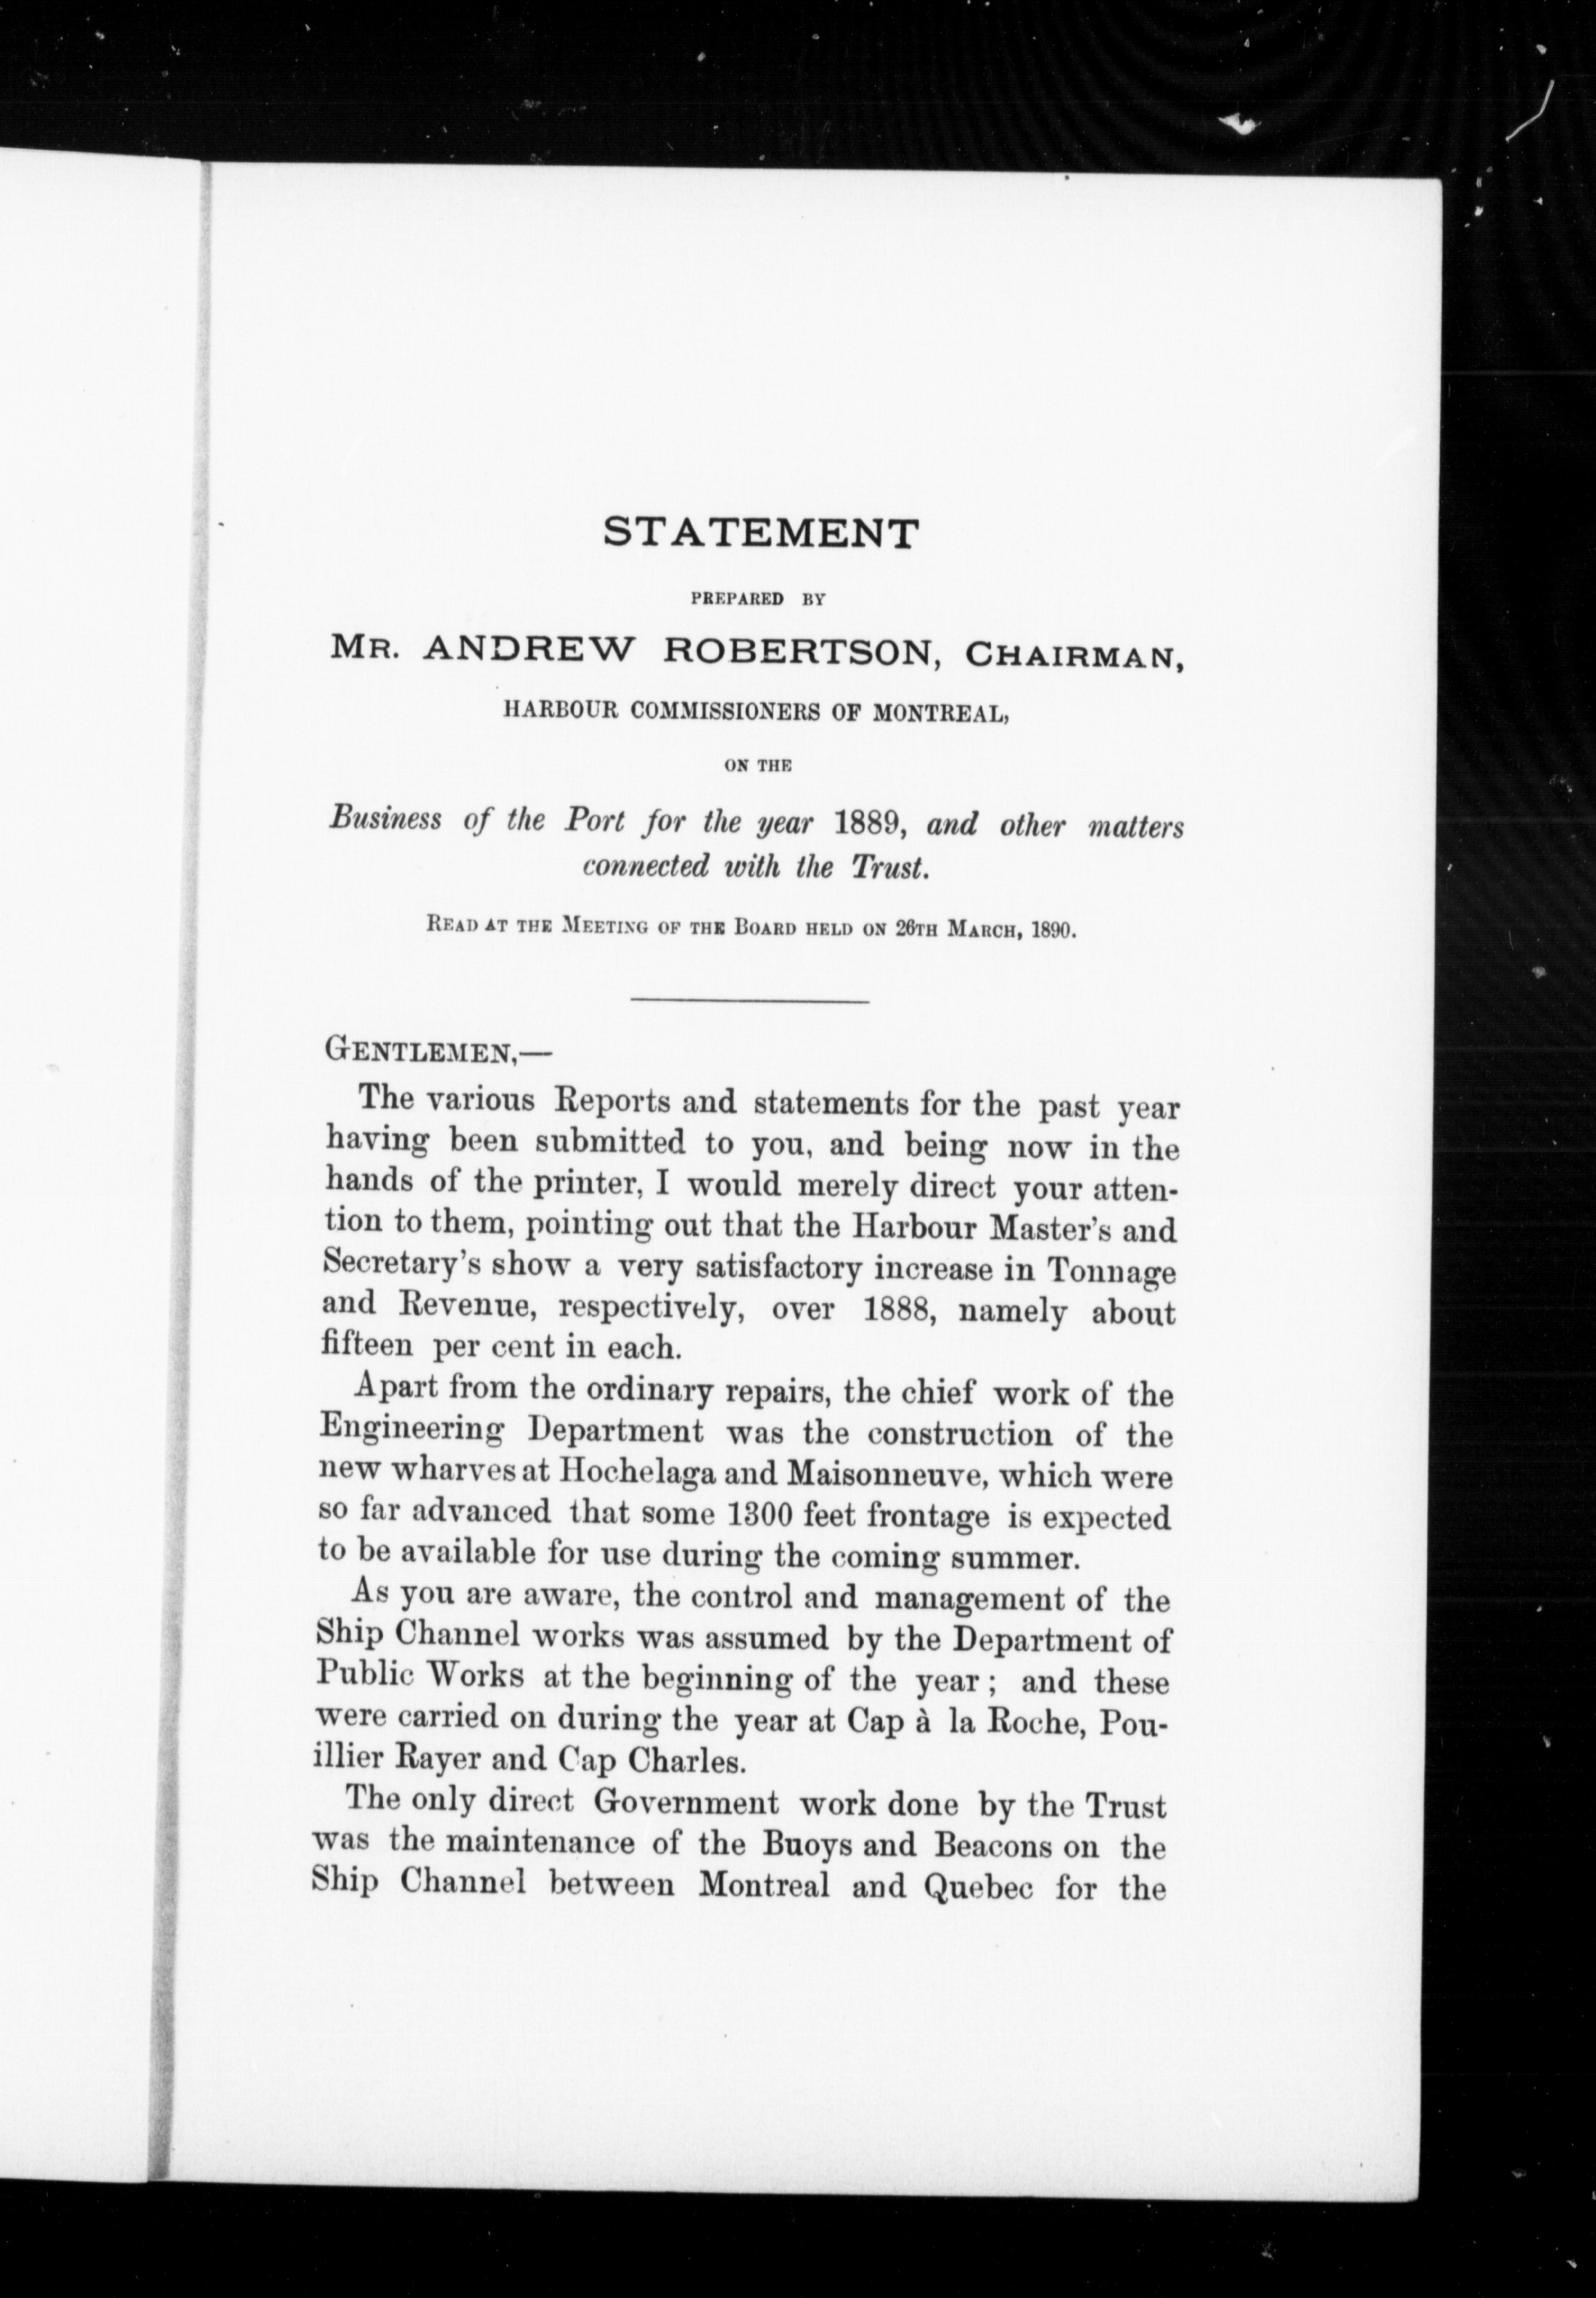 STATEMENT
PREPARED BY
MR. ANDREW ROBERTSON, CHAIRMAN,
HARBOUR COMMISSIONERS OF MONTREAL,
ON THE
Business of the Port for the year 1889, and other matters
connected with the Trust.
READ AT THE MEETING OF THE BOARD HELD ON 26TH MARCH, 1890.
GENTLEMEN,—
The various Reports and statements for the past year
having been submitted to you, and being now in the
hands of the printer, I would merely direct your atten-
tion to them, pointing out that the Harbour Master's and
Secretary's show a very satisfactory increase in Tonnage
and Revenue, respectively, over 1888, namely about
fifteen per cent in each.
Apart from the ordinary repairs, the chief work of the
Engineering Department was the construction of the
new wharves at Hochelaga and Maisonneuve, which were
so far advanced that some 1300 feet frontage is expected
to be available for use during the coming summer.
As you are aware, the control and management of the
Ship Channel works was assumed by the Department of
Public Works at the beginning of the year; and these
were carried on during the year at Cap à la Roche, Pou-
illier Rayer and Cap Charles.
The only direct Government work done by the Trust
was the maintenance of the Buoys and Beacons on the
Ship Channel between Montreal and Quebec for the